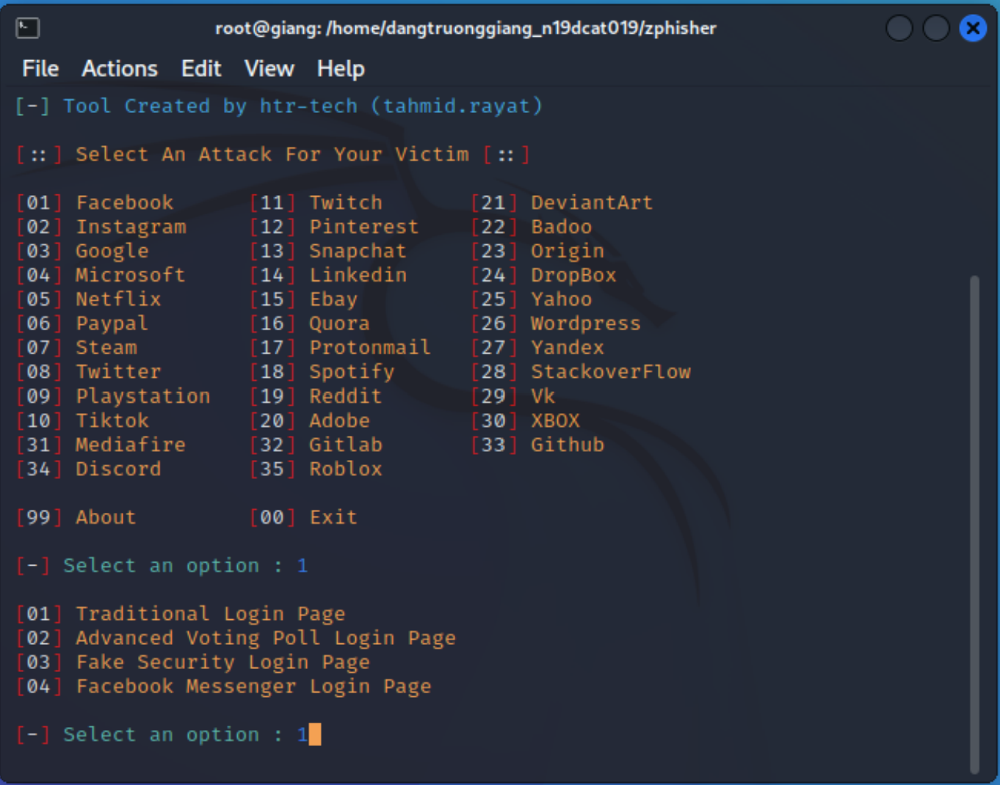 root@giang: /home/dangtruonggiang_n19dcat019/zphisher
File Actions Edit View Help
[-] Tool Created by htr-tech (tahmid.rayat)
[::] Select An Attack For Your Victim [::]
[01] Facebook [11] Twitch [21] DeviantArt
[02] Instagram [12] Pinterest [22] Badoo
[03] Google [13] Snapchat [23] Origin
[04] Microsoft [14] Linkedin [24] DropBox
[05] Netflix [15] Ebay [25] Yahoo
[06] Paypal [16] Quora [26] Wordpress
[07] Steam [17] Protonmail [27] Yandex
[08] Twitter [18] Spotify [28] StackoverFlow
[09] Playstation [19] Reddit [29] Vk
[10] Tiktok [20] Adobe [30] XBOX
[31] Mediafire [32] Gitlab [33] Github
[34] Discord [35] Roblox
[99] About [00] Exit
[-] Select an option : 1
[01] Traditional Login Page
[02] Advanced Voting Poll Login Page
[03] Fake Security Login Page
[04] Facebook Messenger Login Page
[-] Select an option : 1